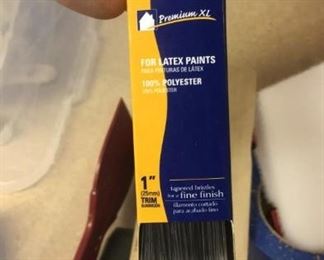 Premium XL
FOR LATEX PAINTS
PARA PINTURAS DE LÁTEX
100% POLYESTER
100% POLIÉSTER
1"
(25mm)
TRIM
tapered bristles
for a fine finish
filamento cortado
para acabado fino